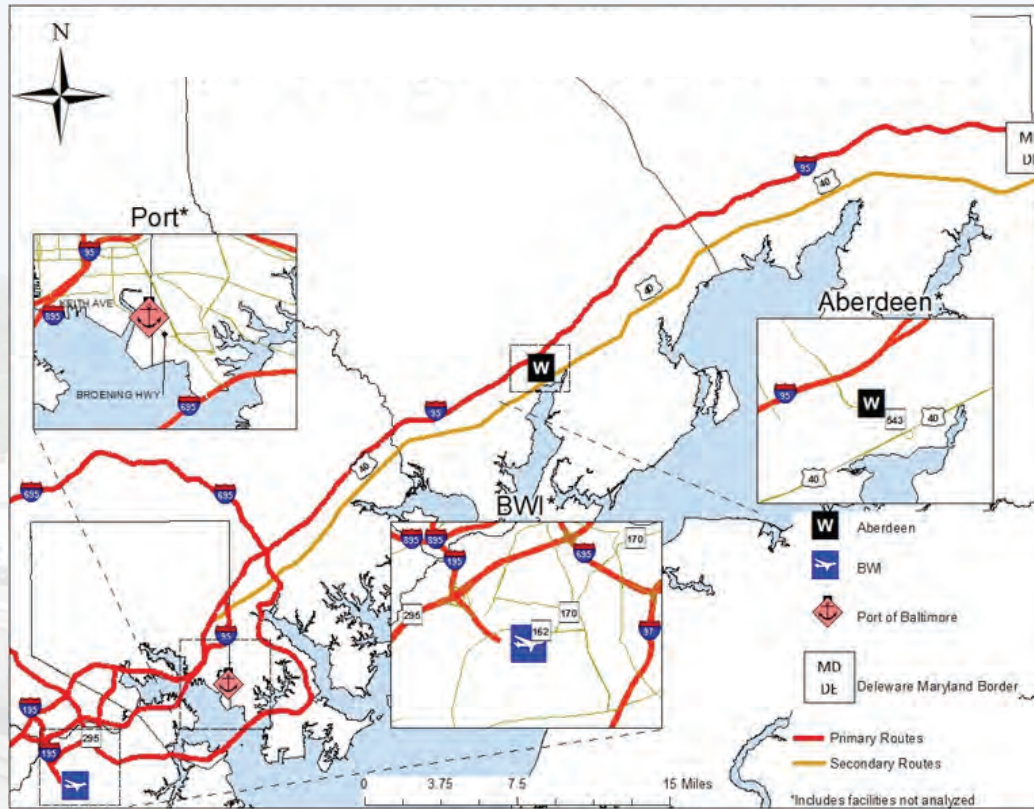 N
95
40
MD
DE
Port*
95
KEITH AVE
895
BROENING HWY
695
40
Aberdeen*
W
95
W
543
40
40
95
40
695
695
BWI*
895
895
195
695
170
295
170
162
97
W
Aberdeen
BWI
Port of Baltimore
MD
DE
Deleware Maryland Border
95
195
295
195
Primary Routes
Secondary Routes
0
3.75
7.5
15 Miles
*Includes facilities not analyzed